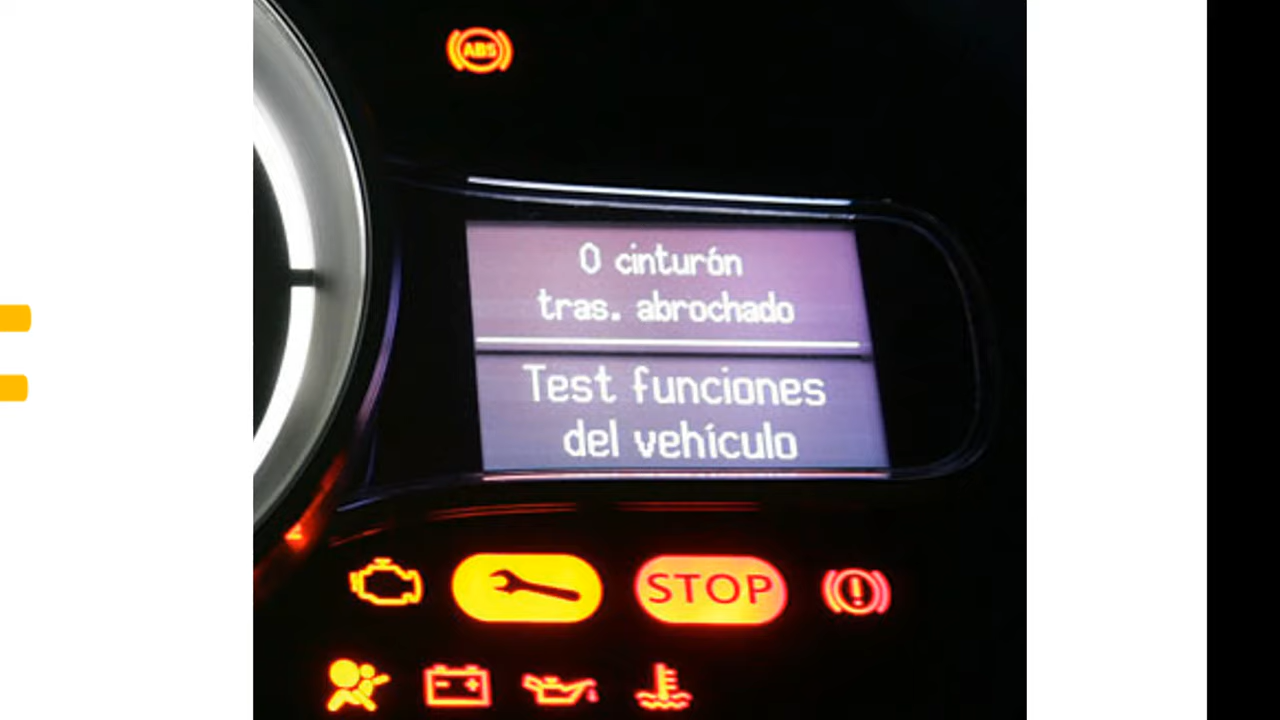 ABS
0 cinturón
tras. abrochado
Test funciones
del vehículo
STOP